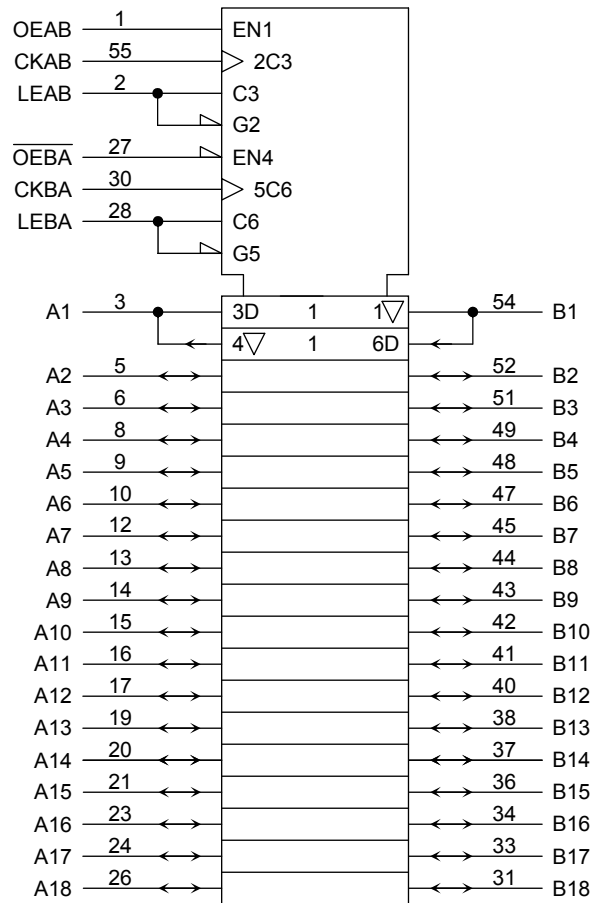 OEAB 1 EN1
CKAB 55 2C3
LEAB 2 C3
G2
OEBA 27 EN4
CKBA 30 5C6
LEBA 28 C6
G5
A1 3 3D 1 1 54 B1
4 1 6D
A2 5 52 B2
A3 6 51 B3
A4 8 49 B4
A5 9 48 B5
A6 10 47 B6
A7 12 45 B7
A8 13 44 B8
A9 14 43 B9
A10 15 42 B10
A11 16 41 B11
A12 17 40 B12
A13 19 38 B13
A14 20 37 B14
A15 21 36 B15
A16 23 34 B16
A17 24 33 B17
A18 26 31 B18